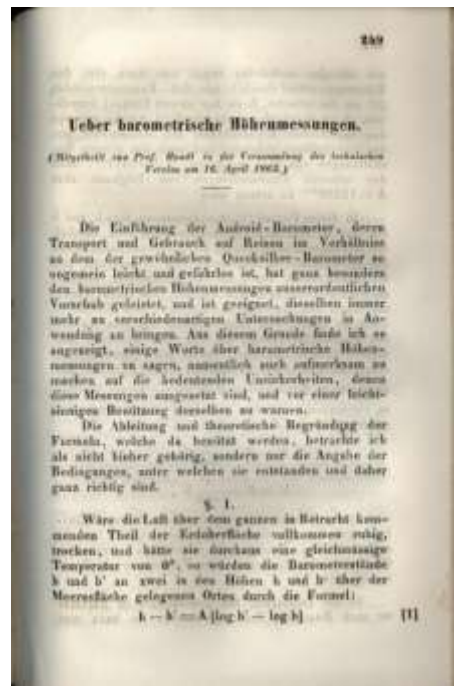 249
Ueber barometrische Höhenmessungen.
(Mitgetheilt von Prof. Handl in der Versammlung des technischen
Vereins am 16. April 1863.)
Die Einführung der Aneroid-Barometer, deren
Transport und Gebrauch auf Reisen im Verhältniss
zu dem der gewöhnlichen Quecksilber-Barometer so
ungemein leicht und gefahrlos ist, hat ganz besonders
den barometrischen Höhenmessungen ausserordentlichen
Vorschub geleistet, und ist geeignet, dieselben immer
mehr zu verschiedenartigen Untersuchungen in An-
wendung zu bringen. Aus diesem Grunde finde ich es
angezeigt, einige Worte über barometrische Höhen-
messungen zu sagen, namentlich auch aufmerksam zu
machen auf die bedeutenden Unsicherheiten, denen
diese Messungen ausgesetzt sind, und vor einer leicht-
sinnigen Benützung derselben zu warnen.
Die Ableitung und theoretische Begründung der
Formeln, welche da benützt werden, betrachte ich
als nicht hieher gehörig, sondern nur die Angabe der
Bedingungen, unter welchen sie entstanden und daher
ganz richtig sind.
§. 1.
Wäre die Luft über dem ganzen in Betracht kom-
menden Theil der Erdoberfläche vollkommen ruhig,
trocken, und hätte sie durchaus eine gleichmässige
Temperatur von 0°, so würden die Barometerstände
b und b' an zwei in den Höhen h und h' über der
Meeresfläche gelegenen Orten durch die Formel:
h — h' = A [log b' — log b] [1]